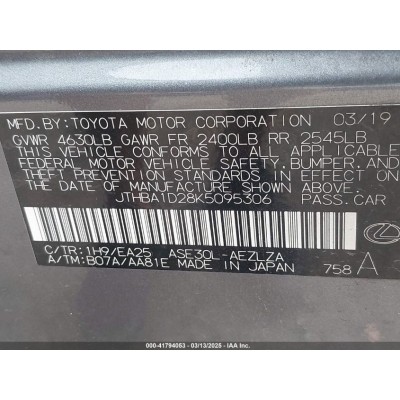 MFD.BY:TOYOTA MOTOR CORPORATION 03/19
GVWR 4630LB GAWR FR 2400LB RR 2545LB
THIS VEHICLE CONFORMS TO ALL APPLICABLE
FEDERAL MOTOR VEHICLE SAFETY,BUMPER,AND
THEFT PREVENTION STANDARDS IN EFFECT ON
THE DATE OF MANUFACTURE SHOWN ABOVE.
JTHBA1D28K5095306 PASS.CAR
C/TR:1H9/EA25 ASE30L-AEZLZA
A/TM:B07A/AA81E MADE IN JAPAN 758 A
000-41794053 03/13/2025 IAA Inc.